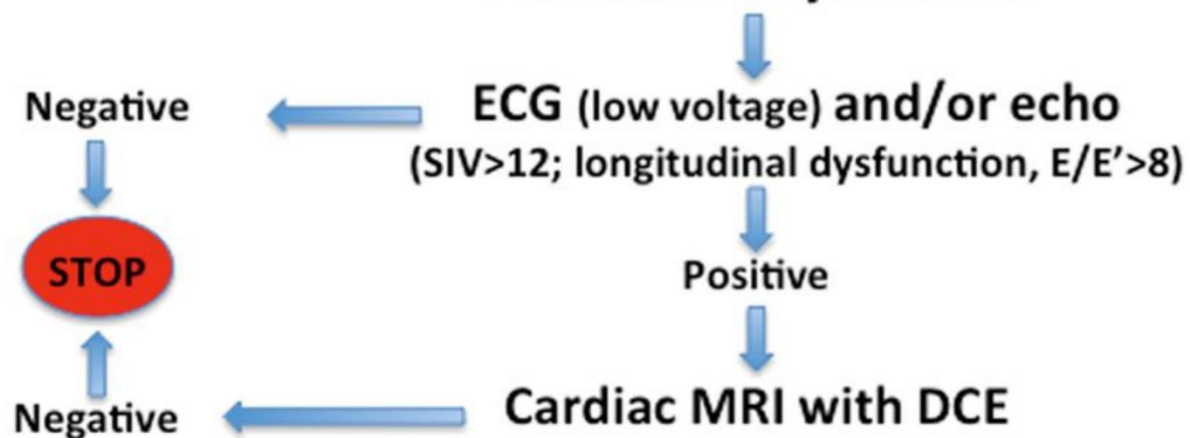 Negative
ECG (low voltage) and/or echo
(SIV>12; longitudinal dysfunction, E/E’>8)
STOP
Positive
Negative
Cardiac MRI with DCE